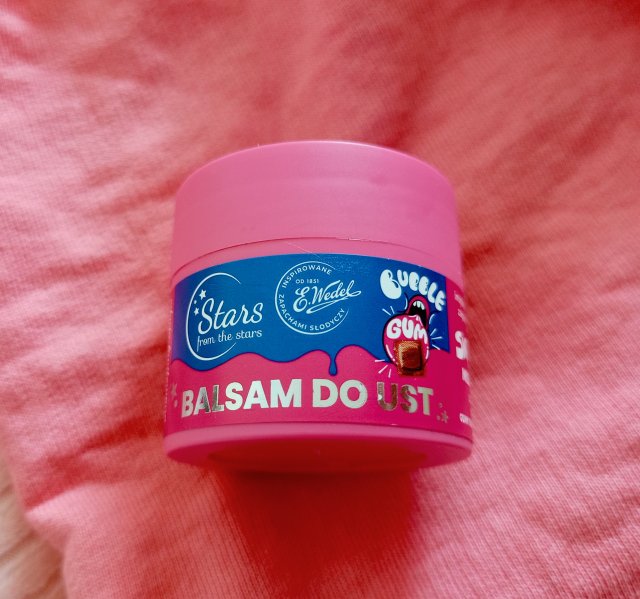 Stars
from the stars
INSPIROWANE
OD 1851
E. Wedel
ZAPACHAMI SŁODYCZY
BUBBLE
GUM
BALSAM DO UST